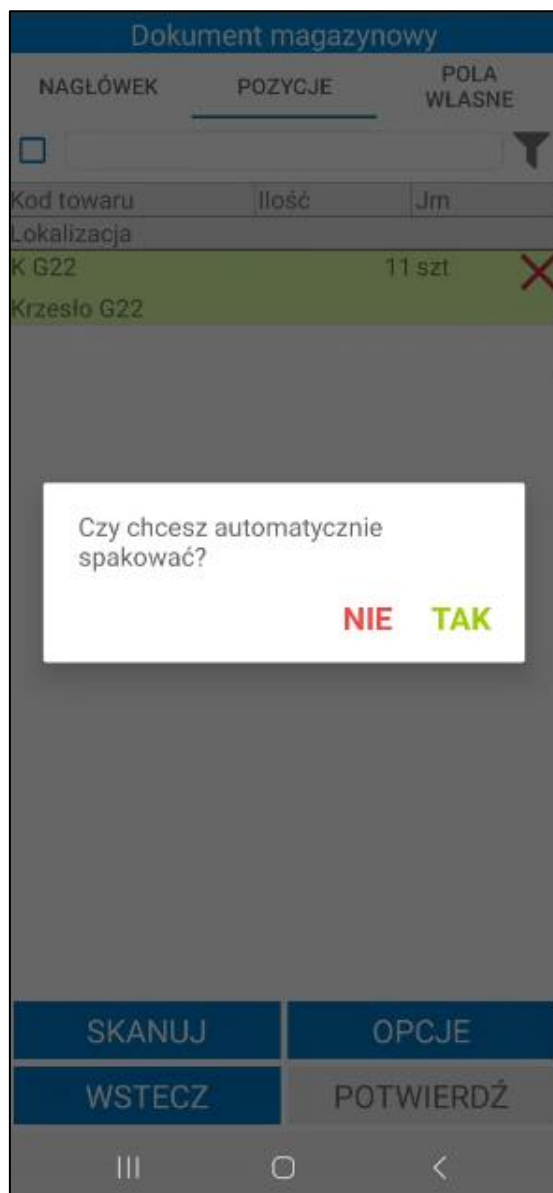 Dokument magazynowy
NAGŁÓWEK POZYCJE POLA
WŁASNE
Kod towaru Ilość Jm
Lokalizacja
K G22 11 szt
Krzesło G22
Czy chcesz automatycznie
spakować?
NIE TAK
SKANUJ OPCJE
WSTECZ POTWIERDŹ